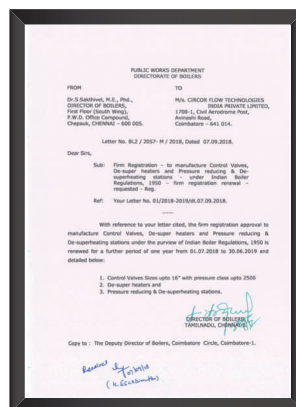 PUBLIC WORKS DEPARTMENT
DIRECTORATE OF BOILERS
FROM
TO
Dr.S.Sakthivel, M.E., Phd.,
DIRECTOR OF BOILERS,
First Floor (South Wing),
P.W.D. Office Compound,
Chepauk, CHENNAI – 600 005.
M/s. CIRCOR FLOW TECHNOLOGIES
INDIA PRIVATE LIMITED,
1708-1, Civil Aerodrome Post,
Avinashi Road,
Coimbatore – 641 014.
Letter No. BL2 / 2057- M / 2018, Dated 07.09.2018.
Dear Sirs,
Sub: Firm Registration – to manufacture Control Valves,
De-super heaters and Pressure reducing & De-
superheating stations - under Indian Boiler
Regulations, 1950 – firm registration renewal –
requested – Reg.
Ref: Your Letter No. 01/2018-2019/dt.07.09.2018.
-----
With reference to your letter cited, the firm registration approval to
manufacture Control Valves, De-super heaters and Pressure reducing &
De-superheating stations under the purview of Indian Boiler Regulations, 1950 is
renewed for a further period of one year from 01.07.2018 to 30.06.2019 and
detailed below:
1. Control Valves Sizes upto 16" with pressure class upto 2500
2. De-super heaters and
3. Pressure reducing & De-superheating stations.
DIRECTOR OF BOILERS,
TAMILNADU, CHENNAI.
Copy to : The Deputy Director of Boilers, Coimbatore Circle, Coimbatore-1.
Received